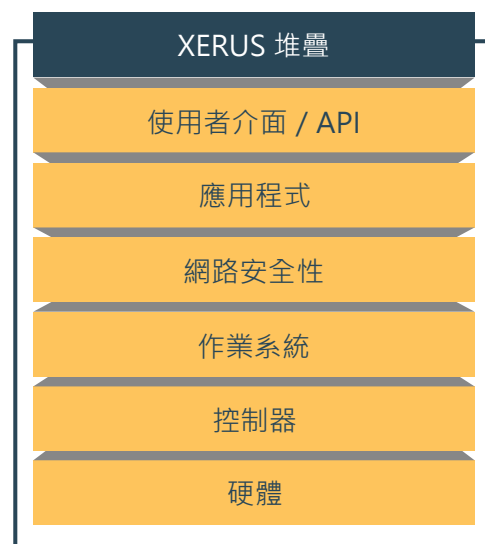 XERUS 堆疊
使用者介面 / API
應用程式
網路安全性
作業系統
控制器
硬體